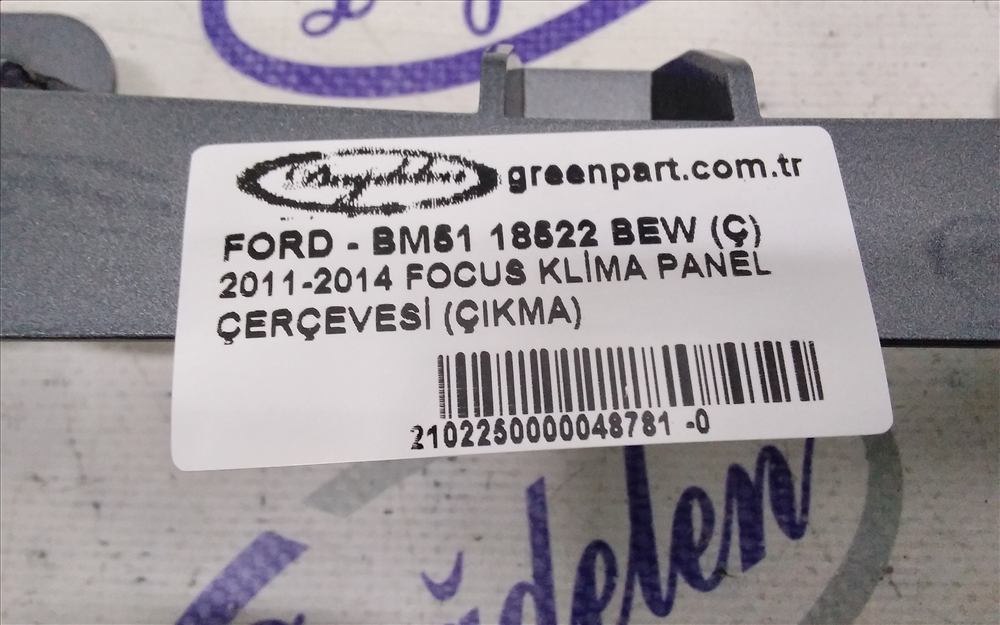 greenpart.com.tr
FORD - BM51 18522 BEW (Ç)
2011-2014 FOCUS KLİMA PANEL
ÇERÇEVESİ (ÇIKMA)
2102250000048781 -0